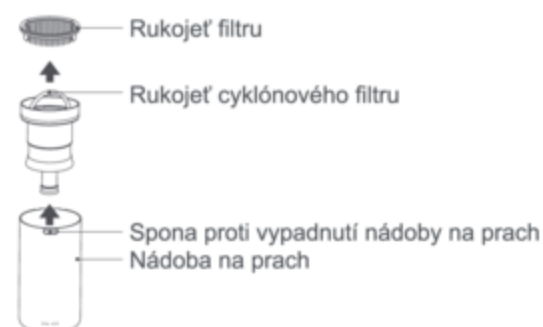 Rukojeť filtru
Rukojeť cyklónového filtru
Spona proti vypadnutí nádoby na prach
Nádoba na prach